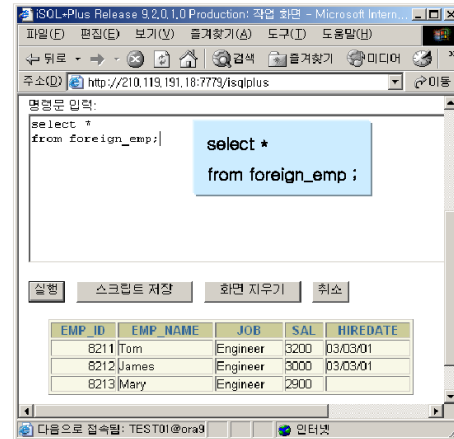 iSQL*Plus Release 9.2.0.1.0 Production: 작업 화면 - Microsoft Intern...
파일(F) 편집(E) 보기(V) 즐겨찾기(A) 도구(T) 도움말(H)
뒤로 검색 즐겨찾기 미디어
주소(D) http://210.119.191.18:7779/isqlplus 이동
명령문 입력:
select *
from foreign_emp;
select *
from foreign_emp ;
실행 스크립트 저장 화면 지우기 취소
EMP_ID EMP_NAME JOB SAL HIREDATE
8211 Tom Engineer 3200 03/03/01
8212 James Engineer 3000 03/03/01
8213 Mary Engineer 2900
다음으로 접속됨: TEST01@ora9 인터넷